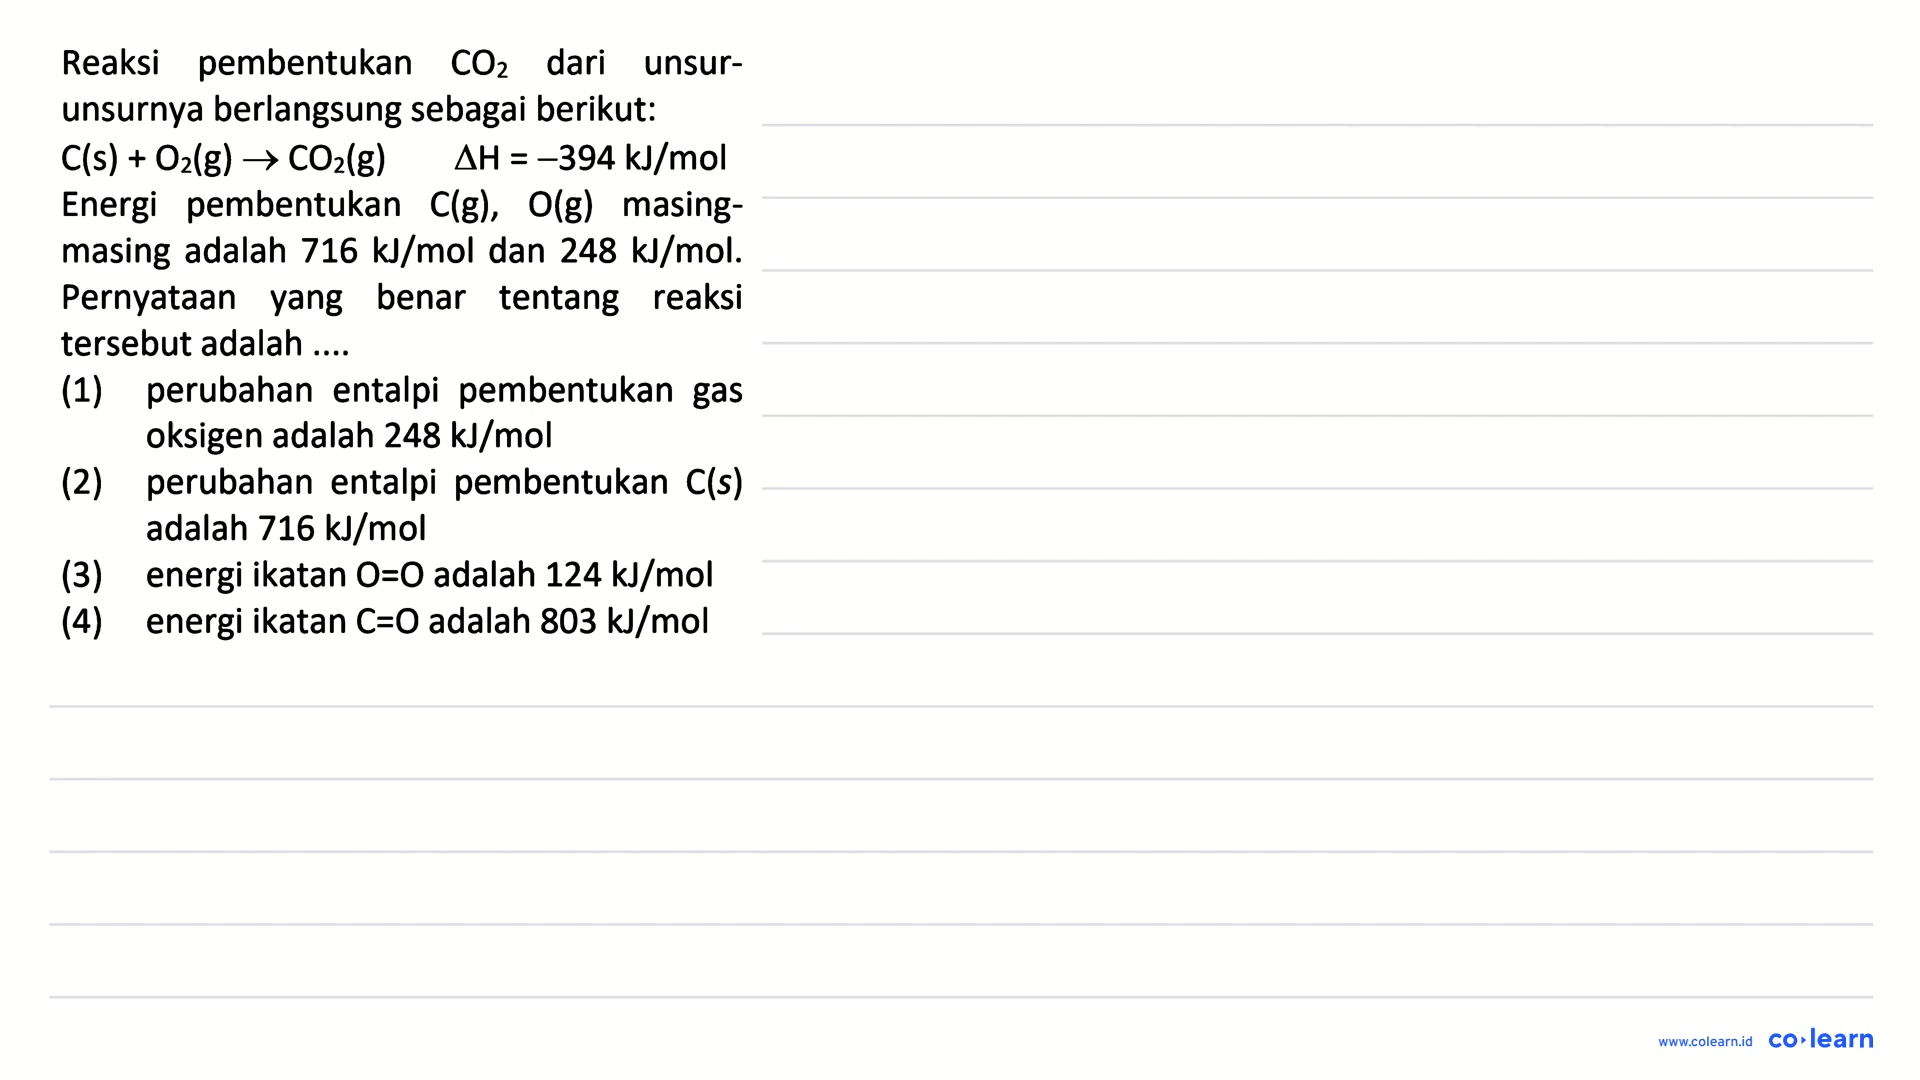 Reaksi pembentukan CO₂ dari unsur-
unsurnya berlangsung sebagai berikut:
C(s) + O₂(g) → CO₂(g) ΔH = –394 kJ/mol
Energi pembentukan C(g), O(g) masing-
masing adalah 716 kJ/mol dan 248 kJ/mol.
Pernyataan yang benar tentang reaksi
tersebut adalah ....
(1) perubahan entalpi pembentukan gas
oksigen adalah 248 kJ/mol
(2) perubahan entalpi pembentukan C(s)
adalah 716 kJ/mol
(3) energi ikatan O=O adalah 124 kJ/mol
(4) energi ikatan C=O adalah 803 kJ/mol
www.colearn.id co·learn